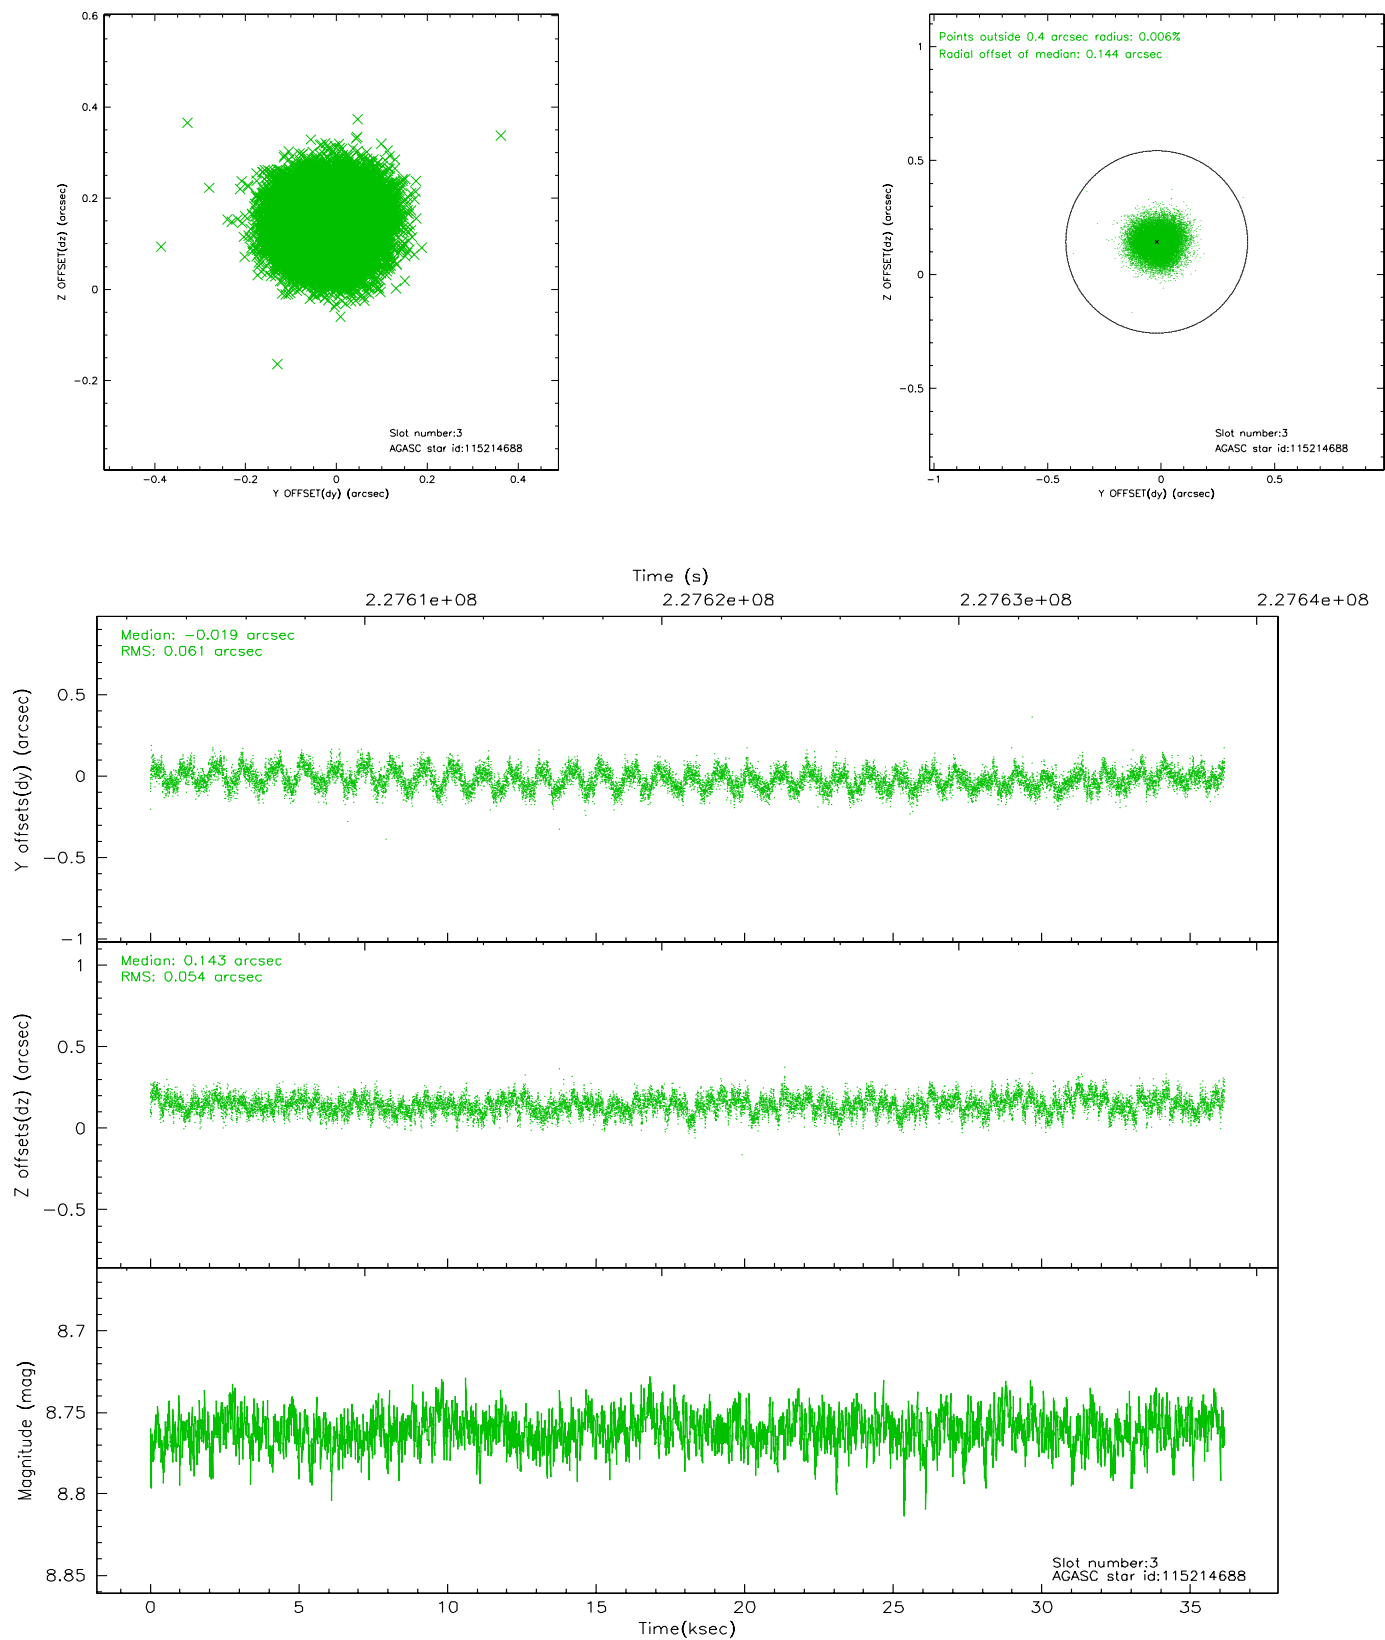 0.6
0.4
0.2
0
−0.2
Z OFFSET(dz) (arcsec)
Slot number:3
AGASC star id:115214688
−0.4 −0.2 0 0.2 0.4
Y OFFSET(dy) (arcsec)
Points outside 0.4 arcsec radius: 0.006%
Radial offset of median: 0.144 arcsec
1
0.5
0
−0.5
Z OFFSET(dz) (arcsec)
Slot number:3
AGASC star id:115214688
−1 −0.5 0 0.5
Y OFFSET(dy) (arcsec)
Time (s)
2.2761e+08 2.2762e+08 2.2763e+08 2.2764e+08
Median: −0.019 arcsec
RMS: 0.061 arcsec
0.5
0
−0.5
−1
Y offsets(dy) (arcsec)
Median: 0.143 arcsec
RMS: 0.054 arcsec
1
0.5
0
−0.5
Z offsets(dz) (arcsec)
8.7
8.75
8.8
8.85
Magnitude (mag)
Slot number:3
AGASC star id:115214688
0 5 10 15 20 25 30 35
Time(ksec)